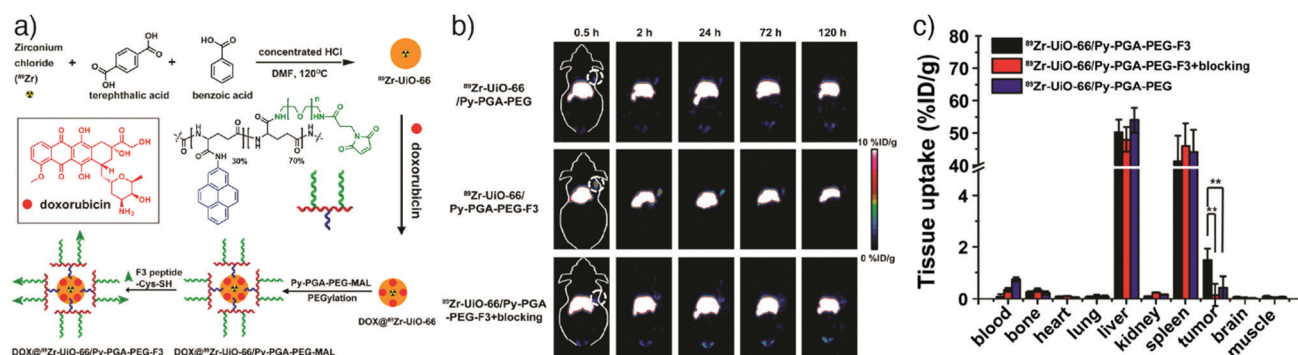 a)
Zirconium
chloride
(⁸⁹Zr)
+
terephthalic acid
+
benzoic acid
concentrated HCl
DMF, 120°C
⁸⁹Zr-UiO-66
doxorubicin
30%
70%
n
doxorubicin
F3 peptide
-Cys-SH
Py-PGA-PEG-MAL
PEGylation
DOX@⁸⁹Zr-UiO-66
DOX@⁸⁹Zr-UiO-66/Py-PGA-PEG-F3
DOX@⁸⁹Zr-UiO-66/Py-PGA-PEG-MAL
b)
0.5 h
2 h
24 h
72 h
120 h
⁸⁹Zr-UiO-66
/Py-PGA-PEG
⁸⁹Zr-UiO-66/
Py-PGA-PEG-F3
⁸⁹Zr-UiO-66/Py-PGA
-PEG-F3+blocking
10 %ID/g
0 %ID/g
c)
Tissue uptake (%ID/g)
80
70
60
50
40
4
2
0
⁸⁹Zr-UiO-66/Py-PGA-PEG-F3
⁸⁹Zr-UiO-66/Py-PGA-PEG-F3+blocking
⁸⁹Zr-UiO-66/Py-PGA-PEG
**
**
blood
bone
heart
lung
liver
kidney
spleen
tumor
brain
muscle